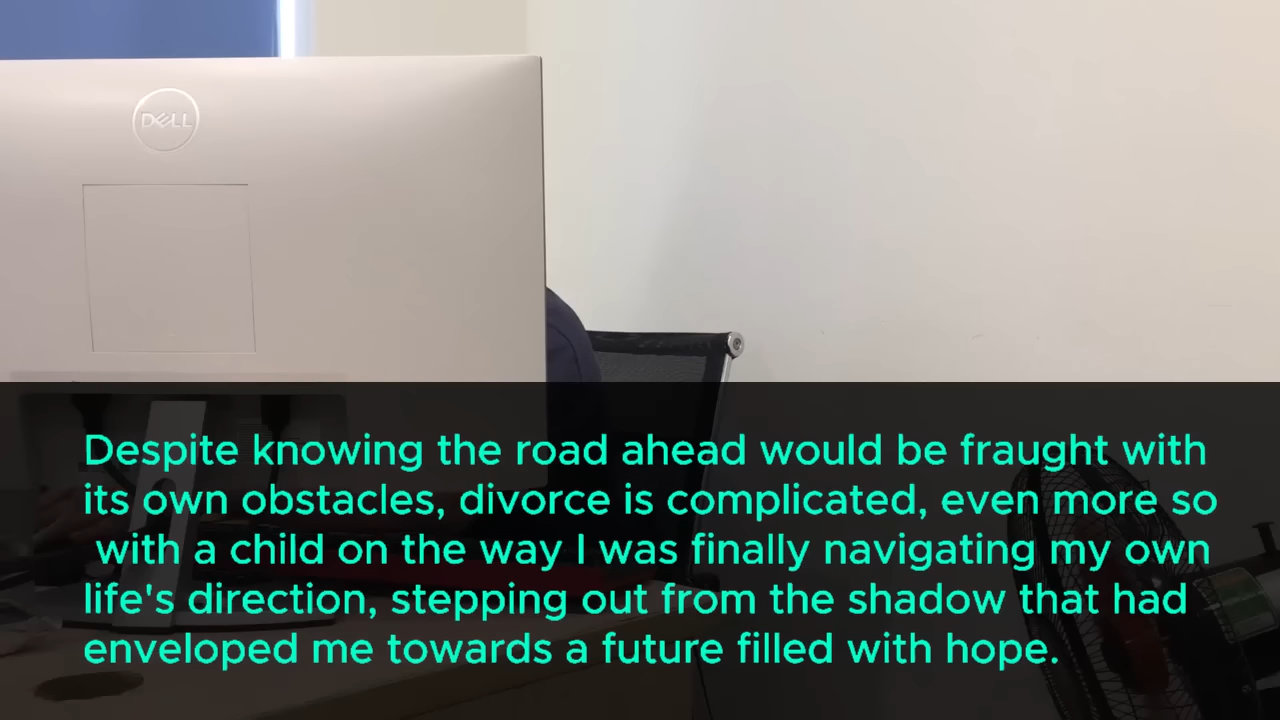 DELL
Despite knowing the road ahead would be fraught with
its own obstacles, divorce is complicated, even more so
with a child on the way I was finally navigating my own
life's direction, stepping out from the shadow that had
enveloped me towards a future filled with hope.